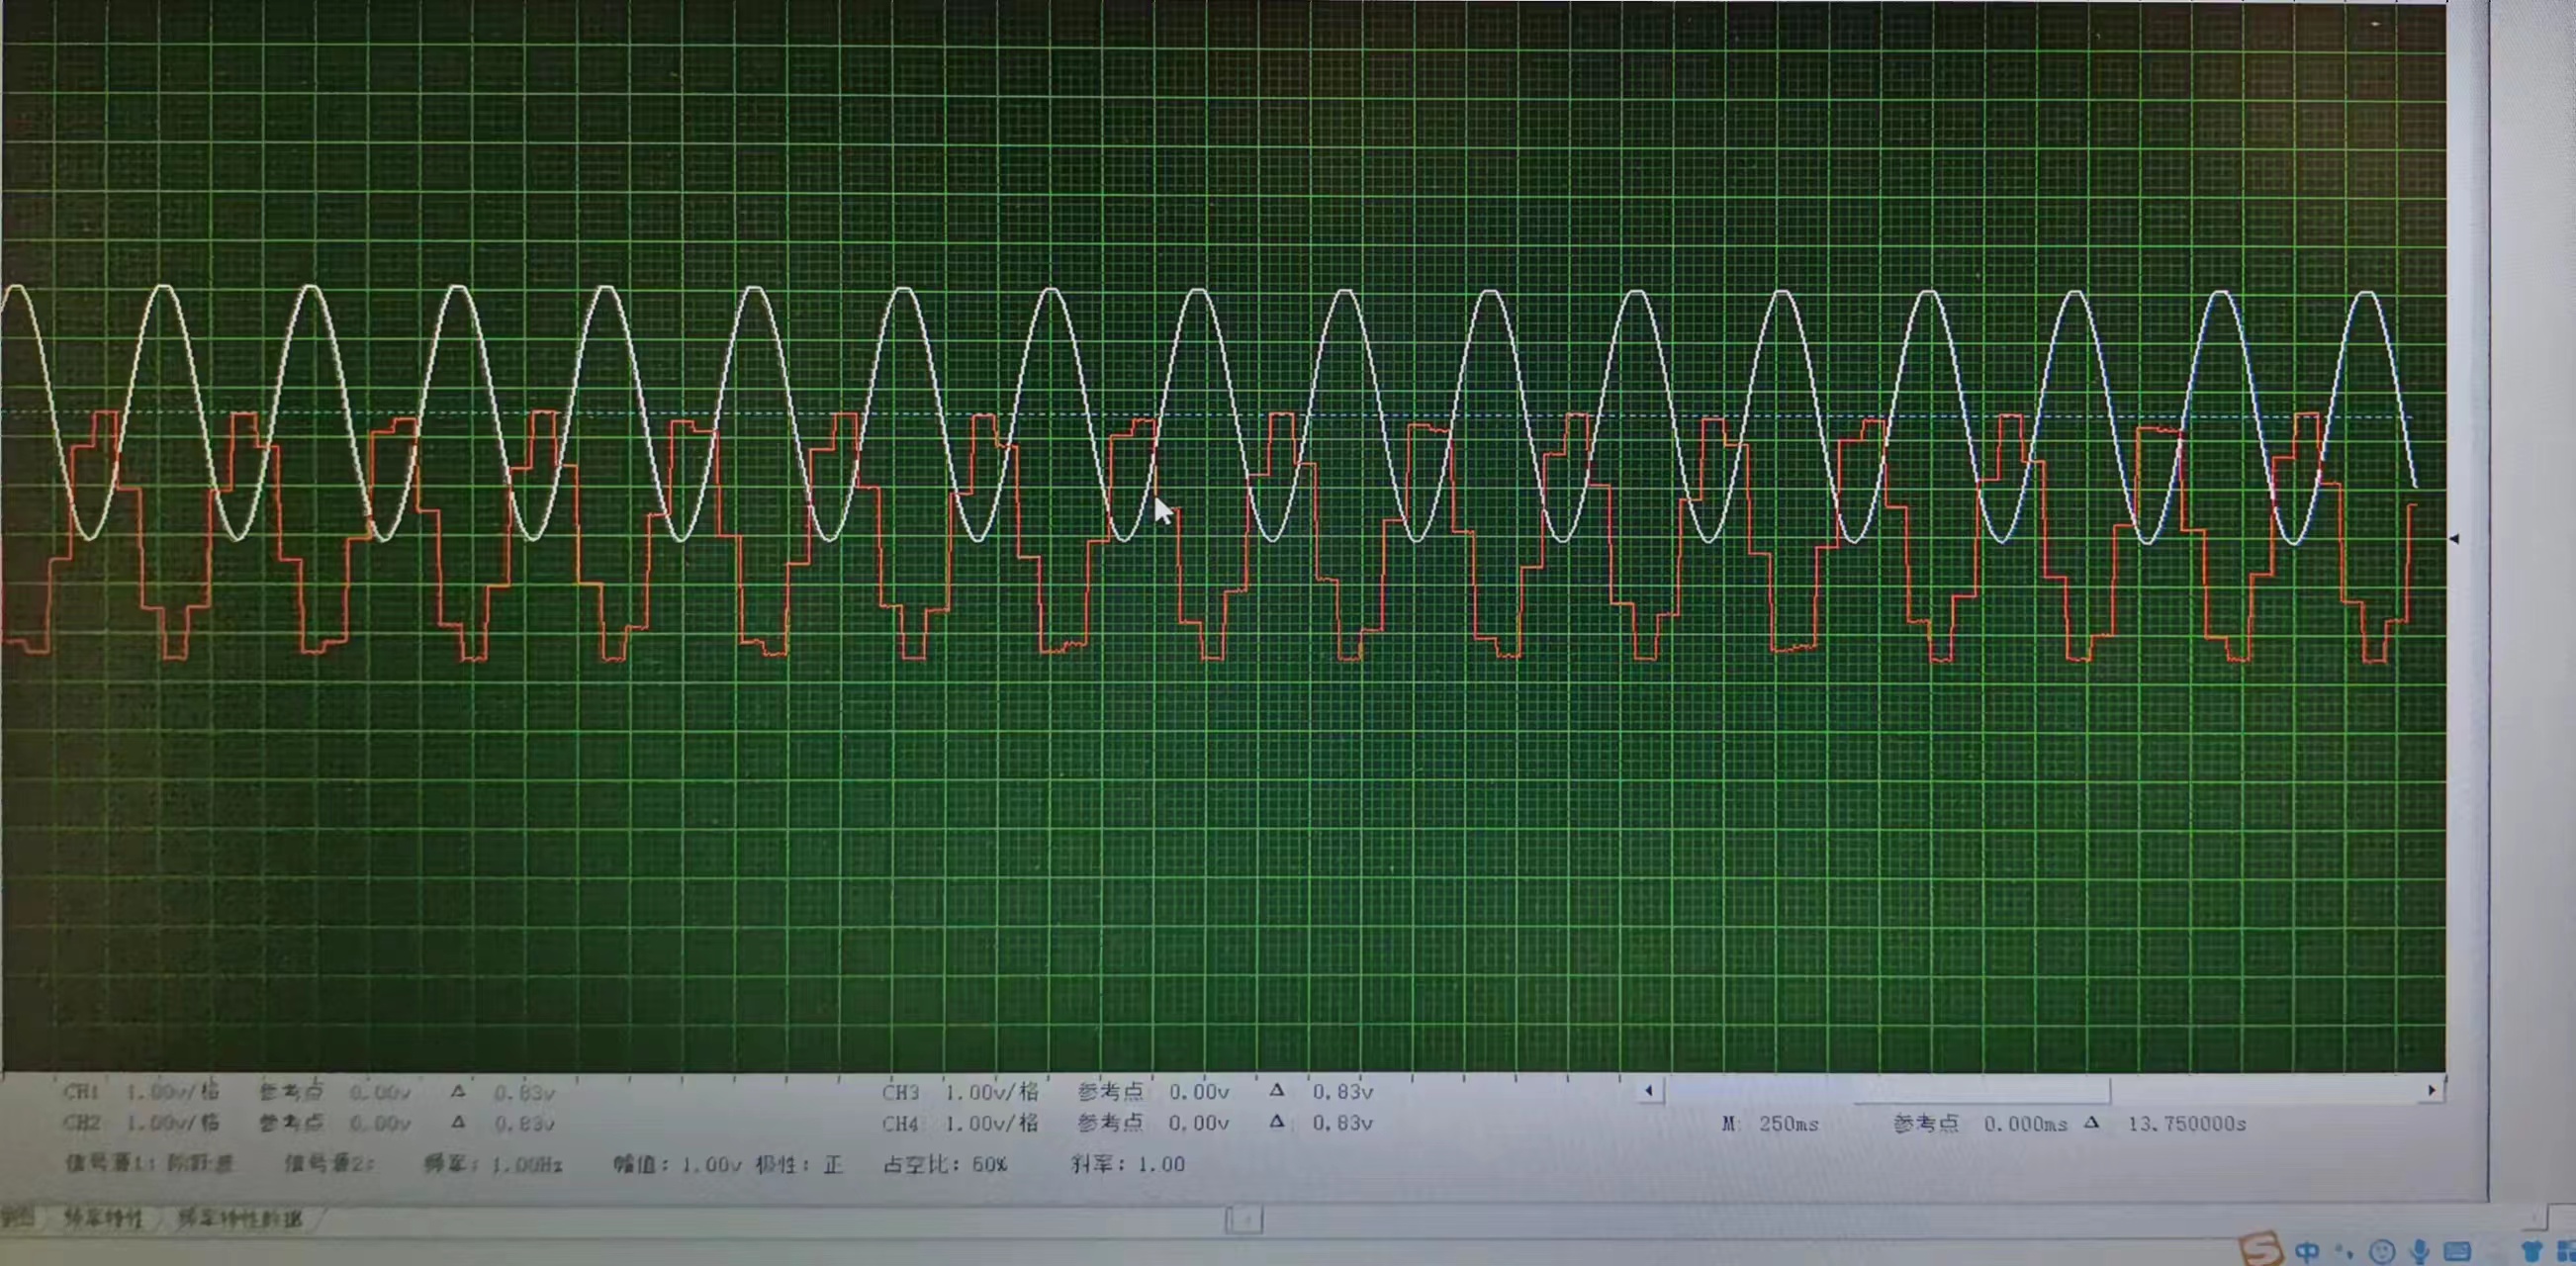 CH1 1.00v/格 参考点 0.00v Δ 0.83v CH3 1.00v/格 参考点 0.00v Δ 0.83v
CH2 1.00v/格 参考点 0.00v Δ 0.83v CH4 1.00v/格 参考点 0.00v Δ 0.83v M: 250ms 参考点 0.000ms Δ 13.750000s
信号源1: 信号源2: 频率: 1.00Hz 幅值: 1.00v 极性: 正 占空比: 60% 斜率: 1.00
频率特性 频率特性数据
S 中